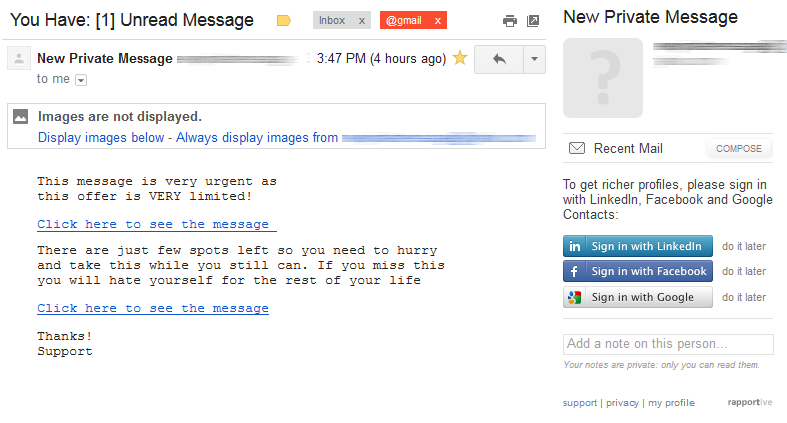 You Have: [1] Unread Message
Inbox x
@gmail x
New Private Message
3:47 PM (4 hours ago)
to me
Images are not displayed.
Display images below - Always display images from
This message is very urgent as
this offer is VERY limited!
Click here to see the message
There are just few spots left so you need to hurry
and take this while you still can. If you miss this
you will hate yourself for the rest of your life
Click here to see the message
Thanks!
Support
New Private Message
?
Recent Mail
COMPOSE
To get richer profiles, please sign in
with LinkedIn, Facebook and Google
Contacts:
in Sign in with LinkedIn do it later
f Sign in with Facebook do it later
g Sign in with Google do it later
Add a note on this person...
Your notes are private: only you can read them.
support | privacy | my profile
rapportive